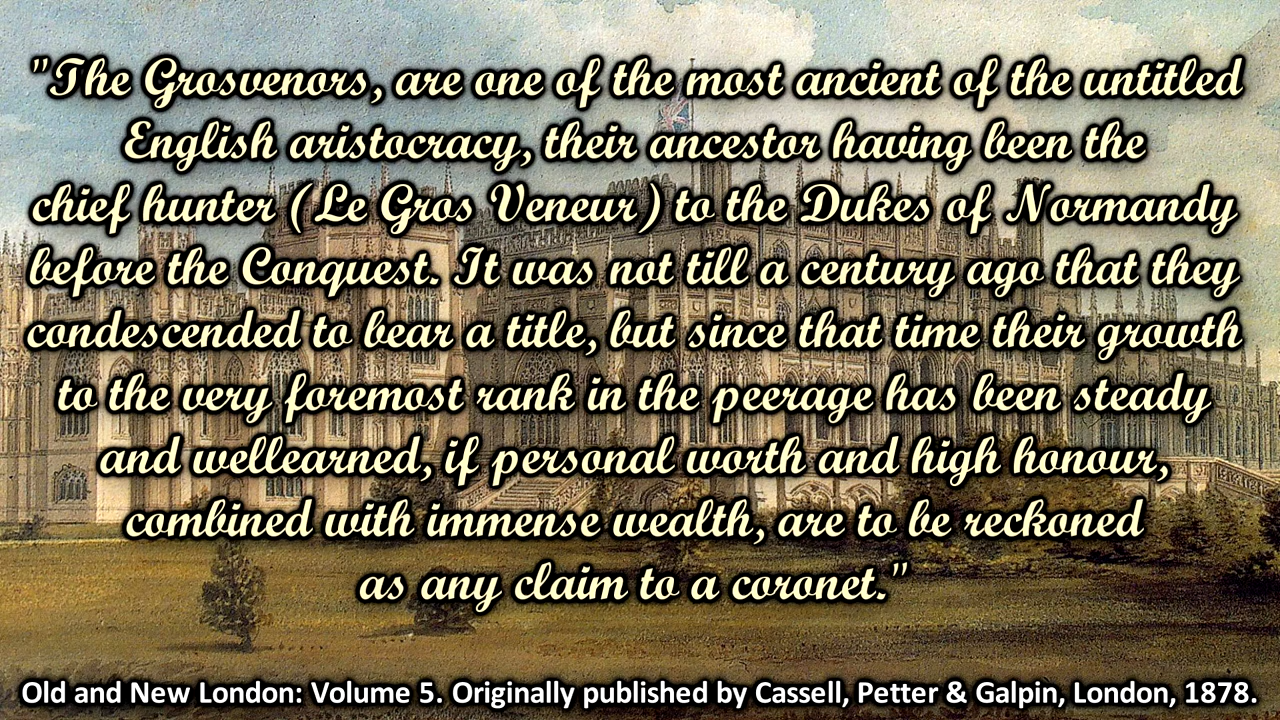 "The Grosvenors, are one of the most ancient of the untitled
English aristocracy, their ancestor having been the
chief hunter (Le Gros Veneur) to the Dukes of Normandy
before the Conquest. It was not till a century ago that they
condescended to bear a title, but since that time their growth
to the very foremost rank in the peerage has been steady
and wellearned, if personal worth and high honour,
combined with immense wealth, are to be reckoned
as any claim to a coronet."
Old and New London: Volume 5. Originally published by Cassell, Petter & Galpin, London, 1878.